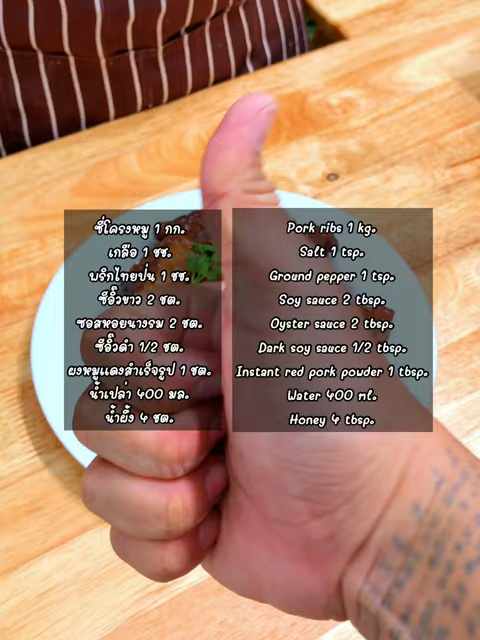 ซี่โครงหมู 1 กก.
เกลือ 1 ชช.
พริกไทยป่น 1 ชช.
ซีอิ๊วขาว 2 ชต.
ซอสหอยนางรม 2 ชต.
ซีอิ๊วดำ 1/2 ชต.
ผงหมูแดงสำเร็จรูป 1 ชต.
น้ำเปล่า 400 มล.
น้ำผึ้ง 4 ชต.
Pork ribs 1 kg.
Salt 1 tsp.
Ground pepper 1 tsp.
Soy sauce 2 tbsp.
Oyster sauce 2 tbsp.
Dark soy sauce 1/2 tbsp.
Instant red pork powder 1 tbsp.
Water 400 ml.
Honey 4 tbsp.